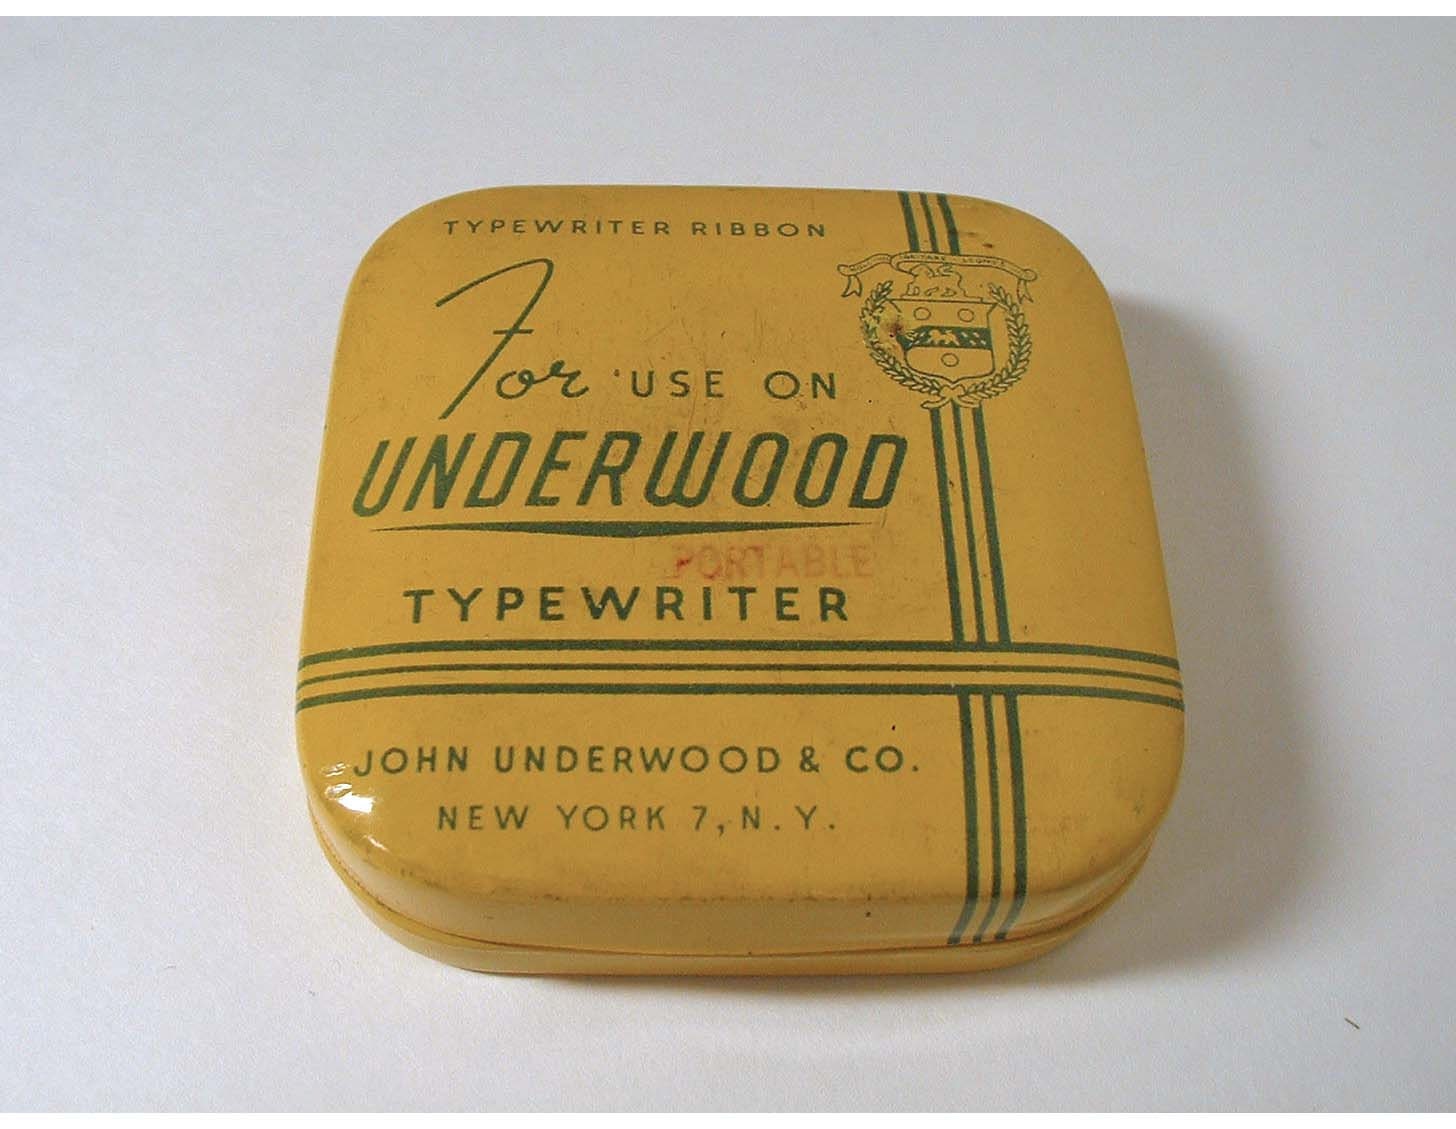 TYPEWRITER RIBBON
For USE ON
UNDERWOOD
PORTABLE
TYPEWRITER
JOHN UNDERWOOD & CO.
NEW YORK 7, N.Y.